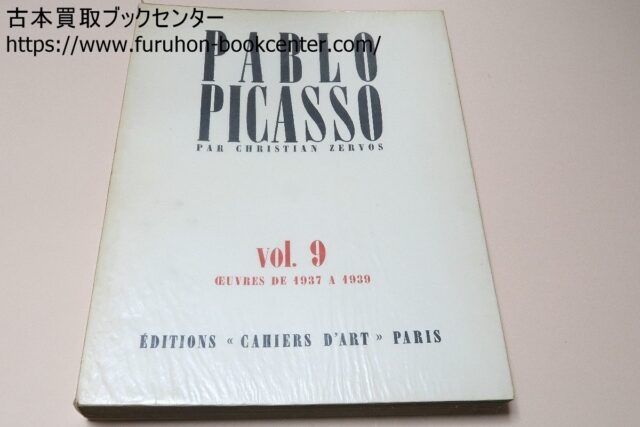 古本買取ブックセンター
https://www.furuhon-bookcenter.com/
PABLO
PICASSO
PAR CHRISTIAN ZERVOS
vol. 9
ŒUVRES DE 1937 A 1939
ÉDITIONS « CAHIERS D'ART » PARIS